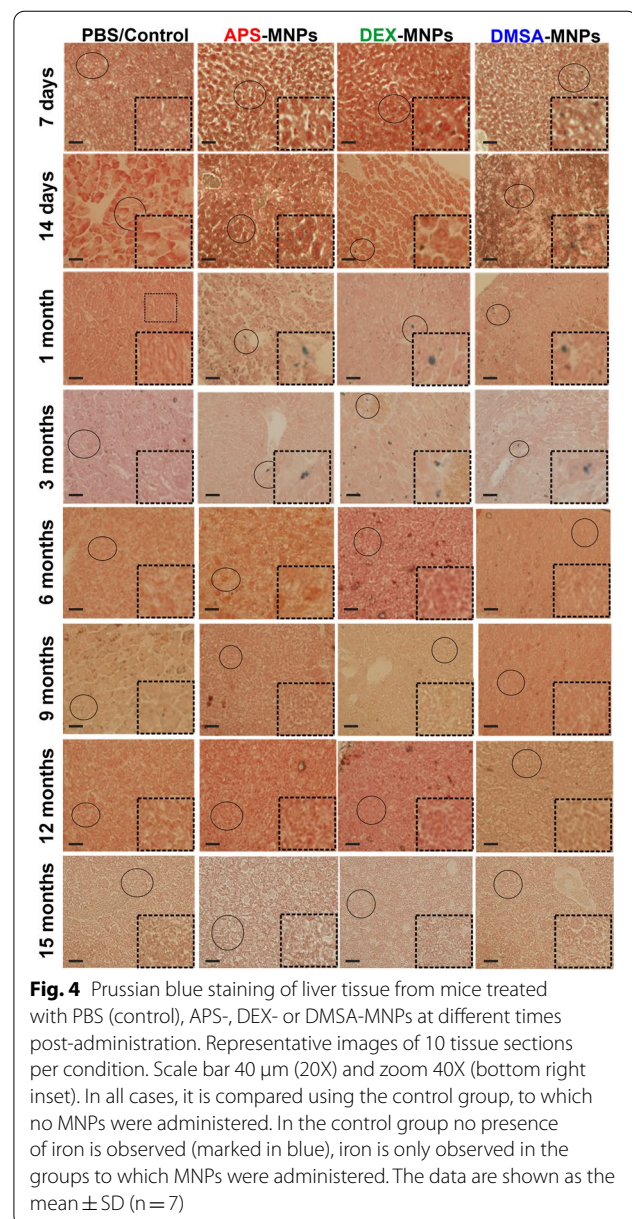 PBS/Control APS-MNPs DEX-MNPs DMSA-MNPs
7 days
14 days
1 month
3 months
6 months
9 months
12 months
15 months
Fig. 4 Prussian blue staining of liver tissue from mice treated
with PBS (control), APS-, DEX- or DMSA-MNPs at different times
post-administration. Representative images of 10 tissue sections
per condition. Scale bar 40 μm (20X) and zoom 40X (bottom right
inset). In all cases, it is compared using the control group, to which
no MNPs were administered. In the control group no presence
of iron is observed (marked in blue), iron is only observed in the
groups to which MNPs were administered. The data are shown as the
mean ± SD (n = 7)